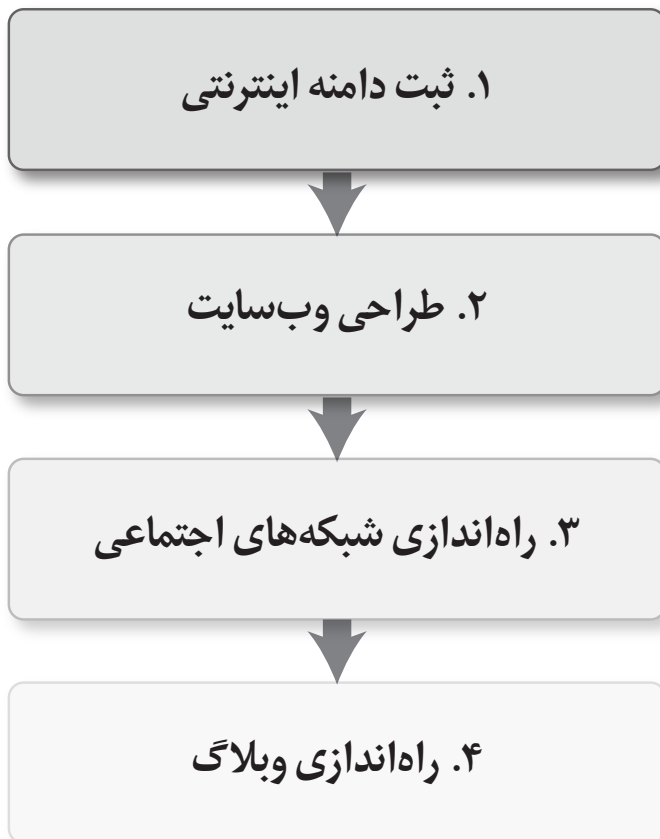 ۱. ثبت دامنه اینترنتی
۲. طراحی وب‌سایت
۳. راه‌اندازی شبکه‌های اجتماعی
۴. راه‌اندازی وبلاگ